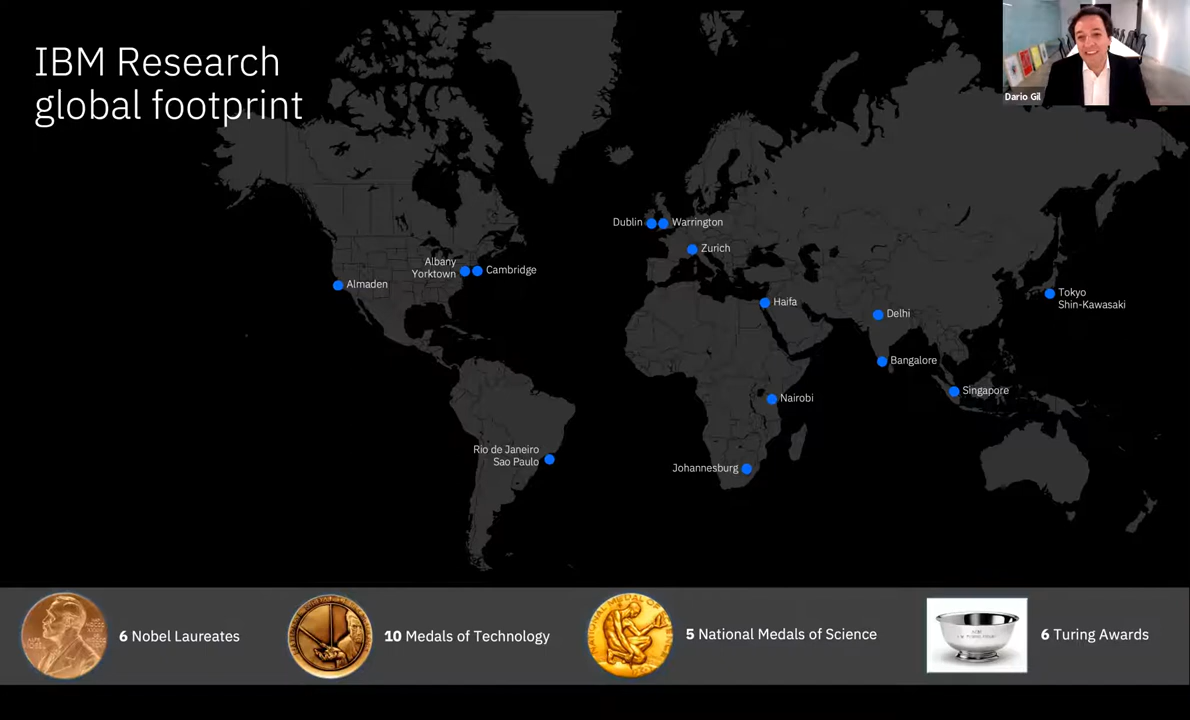 IBM Research
global footprint
Dario Gil
Dublin
Warrington
Zurich
Albany
Yorktown
Cambridge
Almaden
Haifa
Delhi
Tokyo
Shin-Kawasaki
Bangalore
Singapore
Nairobi
Rio de Janeiro
Sao Paulo
Johannesburg
6 Nobel Laureates
10 Medals of Technology
5 National Medals of Science
6 Turing Awards